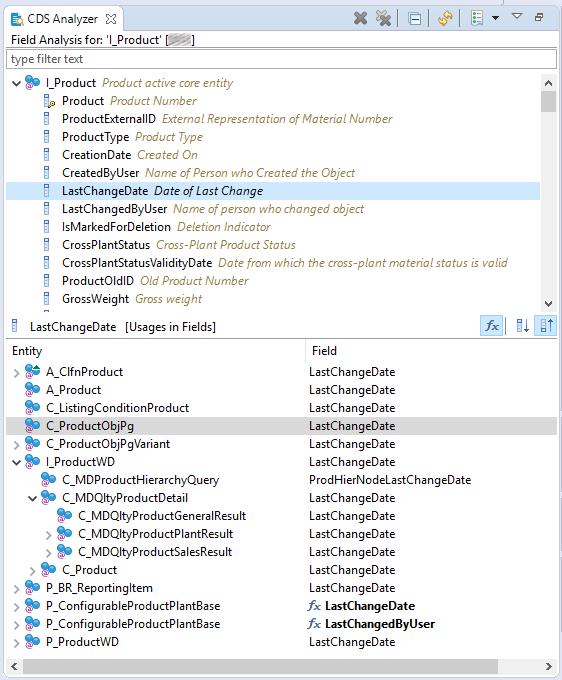 CDS Analyzer
Field Analysis for: 'I_Product' [ ]
type filter text
I_Product Product active core entity
Product Product Number
ProductExternalID External Representation of Material Number
ProductType Product Type
CreationDate Created On
CreatedByUser Name of Person who Created the Object
LastChangeDate Date of Last Change
LastChangedByUser Name of person who changed object
IsMarkedForDeletion Deletion Indicator
CrossPlantStatus Cross-Plant Product Status
CrossPlantStatusValidityDate Date from which the cross-plant material status is valid
ProductOldID Old Product Number
GrossWeight Gross weight
LastChangeDate [Usages in Fields] fx
Entity Field
A_ClfnProduct LastChangeDate
A_Product LastChangeDate
C_ListingConditionProduct LastChangeDate
C_ProductObjPg LastChangeDate
C_ProductObjPgVariant LastChangeDate
I_ProductWD LastChangeDate
C_MDProductHierarchyQuery ProdHierNodeLastChangeDate
C_MDQltyProductDetail LastChangeDate
C_MDQltyProductGeneralResult LastChangeDate
C_MDQltyProductPlantResult LastChangeDate
C_MDQltyProductSalesResult LastChangeDate
C_Product LastChangeDate
P_BR_ReportingItem LastChangeDate
P_ConfigurableProductPlantBase fx LastChangeDate
P_ConfigurableProductPlantBase fx LastChangedByUser
P_ProductWD LastChangeDate